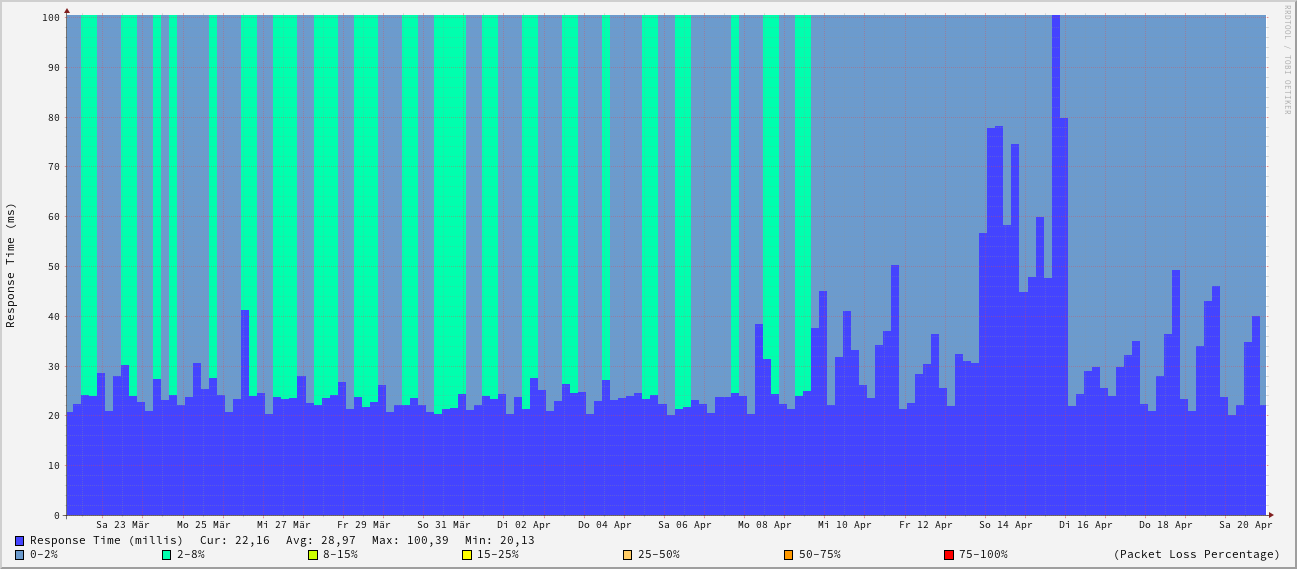 RRDTOOL / TOBI OETIKER
Response Time (ms)
100
90
80
70
60
50
40
30
20
10
0
Sa 23 Mär Mo 25 Mär Mi 27 Mär Fr 29 Mär So 31 Mär Di 02 Apr Do 04 Apr Sa 06 Apr Mo 08 Apr Mi 10 Apr Fr 12 Apr So 14 Apr Di 16 Apr Do 18 Apr Sa 20 Apr
Response Time (millis) Cur: 22,16 Avg: 28,97 Max: 100,39 Min: 20,13
0-2% 2-8% 8-15% 15-25% 25-50% 50-75% 75-100% (Packet Loss Percentage)